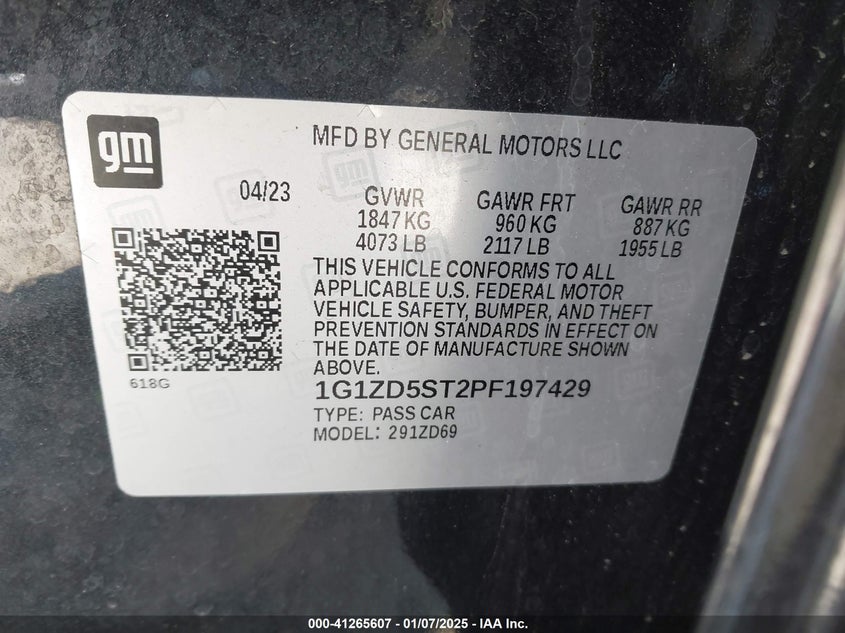 gm
MFD BY GENERAL MOTORS LLC
04/23
GVWR GAWR FRT GAWR RR
1847 KG 960 KG 887 KG
4073 LB 2117 LB 1955 LB
THIS VEHICLE CONFORMS TO ALL
APPLICABLE U.S. FEDERAL MOTOR
VEHICLE SAFETY, BUMPER, AND THEFT
PREVENTION STANDARDS IN EFFECT ON
THE DATE OF MANUFACTURE SHOWN
ABOVE.
618G
1G1ZD5ST2PF197429
TYPE: PASS CAR
MODEL: 291ZD69
000-41265607 - 01/07/2025 - IAA Inc.